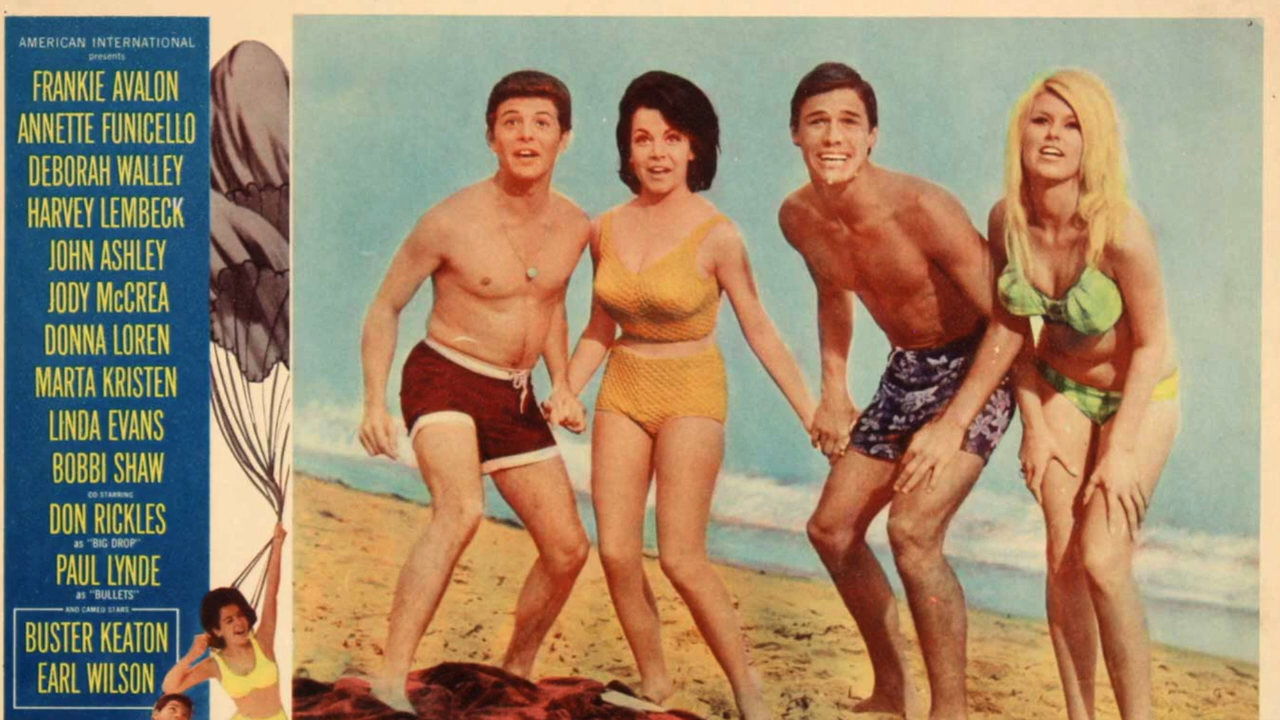 AMERICAN INTERNATIONAL
presents
FRANKIE AVALON
ANNETTE FUNICELLO
DEBORAH WALLEY
HARVEY LEMBECK
JOHN ASHLEY
JODY McCREA
DONNA LOREN
MARTA KRISTEN
LINDA EVANS
BOBBI SHAW
CO-STARRING
DON RICKLES
as "BIG DROP"
PAUL LYNDE
as "BULLETS"
AND CAMEO STARS
BUSTER KEATON
EARL WILSON